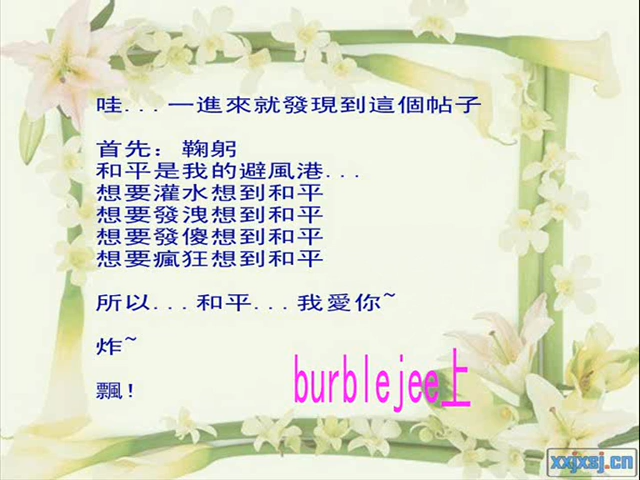 哇...一進來就發現到這個帖子
首先：鞠躬
和平是我的避風港...
想要灌水想到和平
想要發洩想到和平
想要發傻想到和平
想要瘋狂想到和平
所以...和平...我愛你~
炸~
飄！
burblejee上
xxjxsj.cn